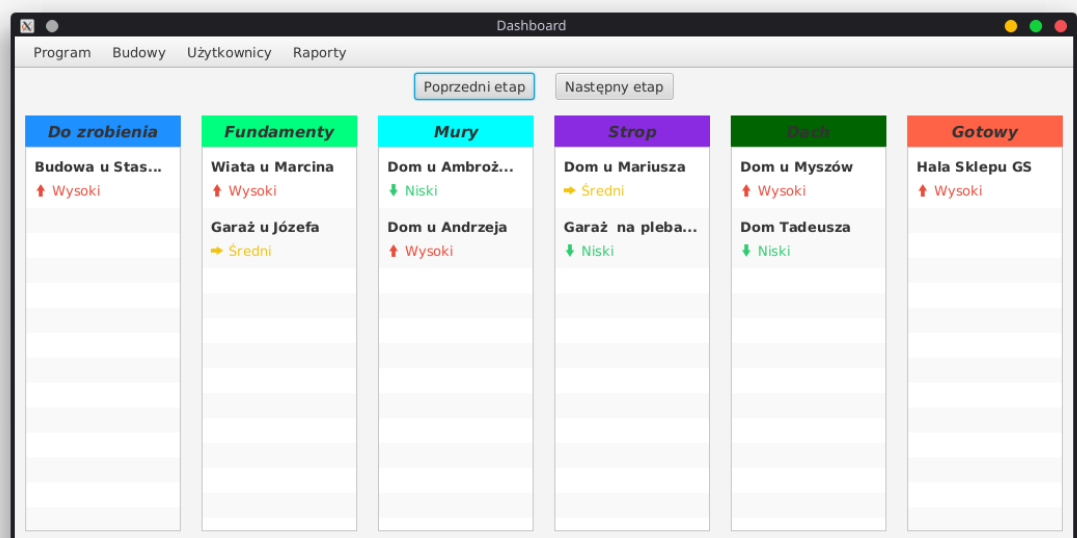 Dashboard
Program Budowy Użytkownicy Raporty
Poprzedni etap Następny etap
Do zrobienia
Budowa u Stas...
Wysoki
Fundamenty
Wiata u Marcina
Wysoki
Garaż u Józefa
Średni
Mury
Dom u Ambroż...
Niski
Dom u Andrzeja
Wysoki
Strop
Dom u Mariusza
Średni
Garaż na pleba...
Niski
Dach
Dom u Myszów
Wysoki
Dom Tadeusza
Niski
Gotowy
Hala Sklepu GS
Wysoki